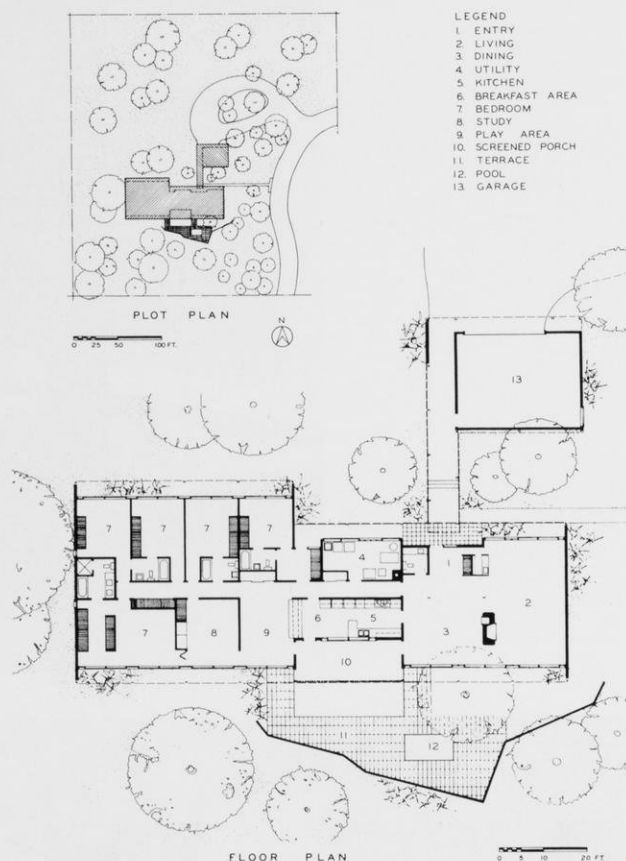 LEGEND
1. ENTRY
2. LIVING
3. DINING
4. UTILITY
5. KITCHEN
6. BREAKFAST AREA
7. BEDROOM
8. STUDY
9. PLAY AREA
10. SCREENED PORCH
11. TERRACE
12. POOL
13. GARAGE
PLOT PLAN
N
0 25 50 100 FT.
13
7 7 7 7
4
1
2
7 8 9 6 5 3
10
11 12
FLOOR PLAN
0 5 10 20 FT.